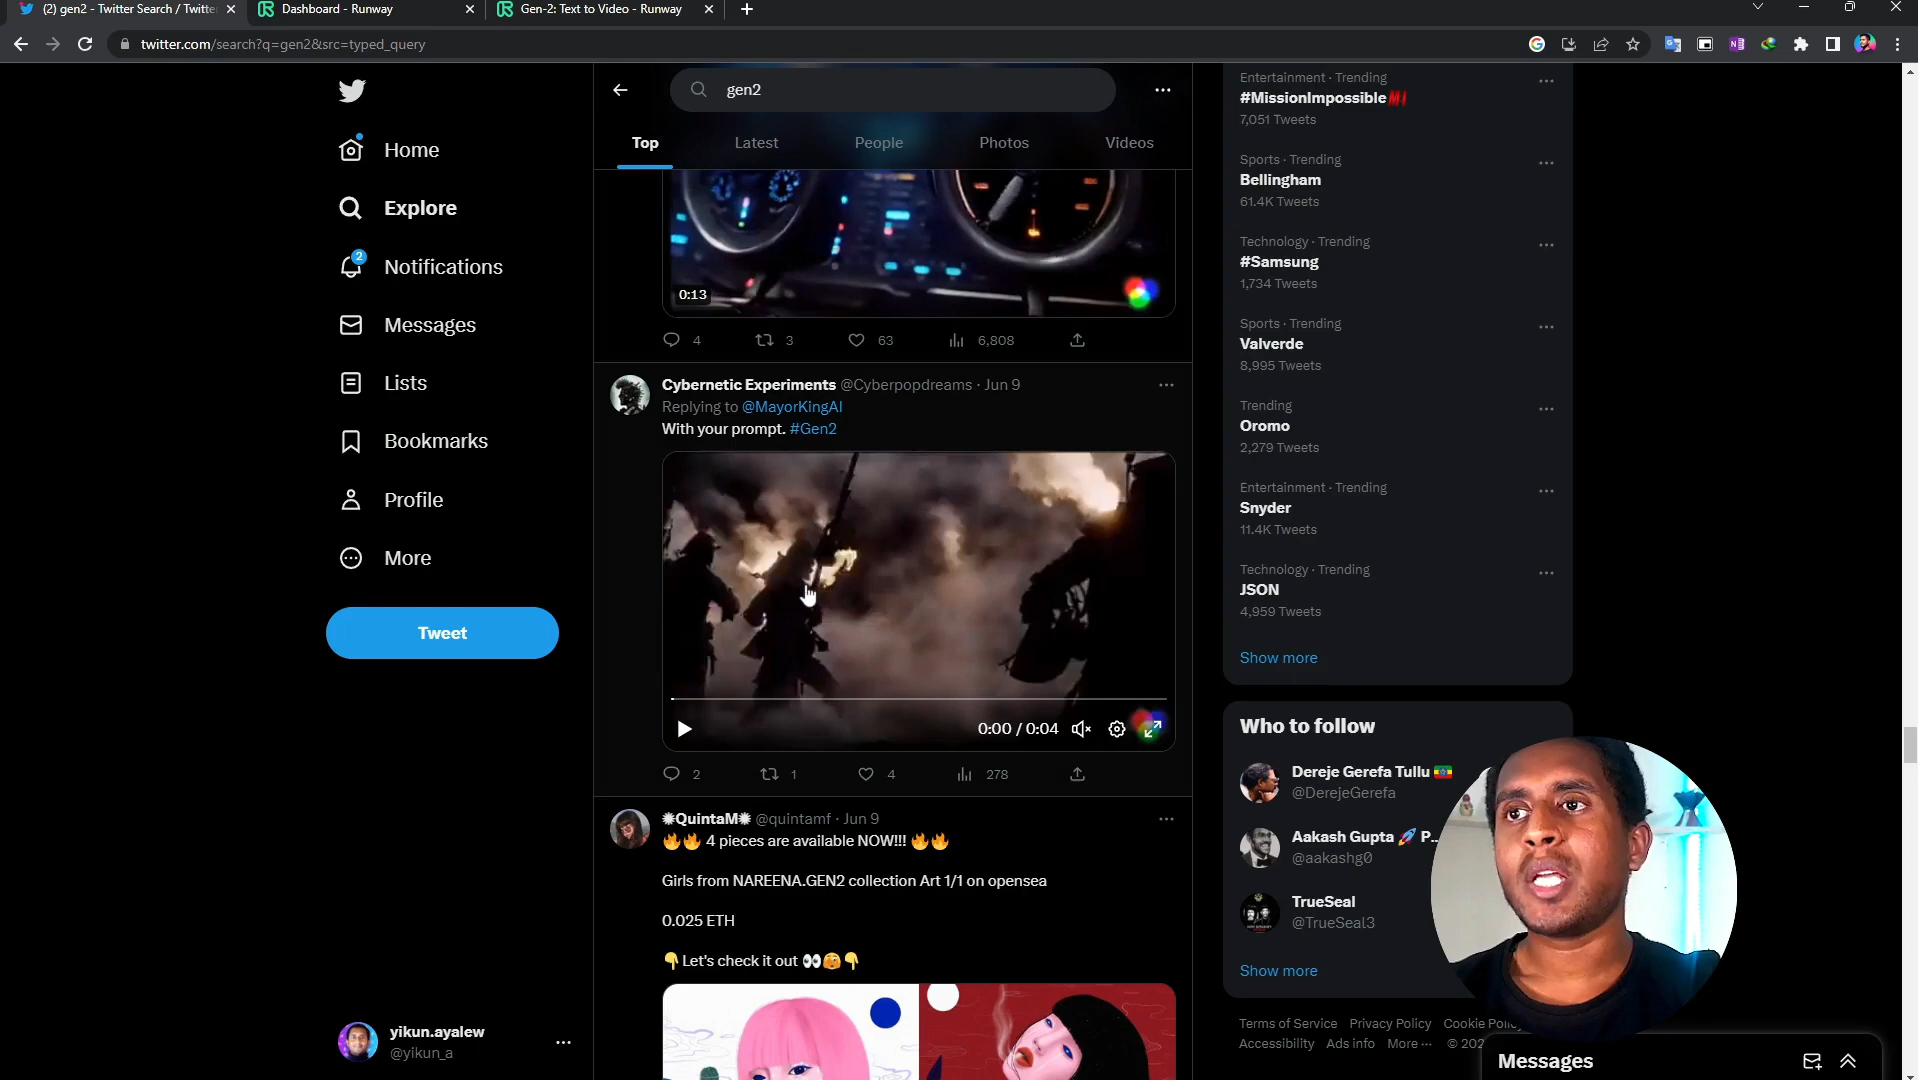 (2) gen2 - Twitter Search / Twitte
Dashboard - Runway
Gen-2: Text to Video - Runway
twitter.com/search?q=gen2&src=typed_query
Home
Explore
2
Notifications
Messages
Lists
Bookmarks
Profile
More
Tweet
yikun.ayalew
@yikun_a
gen2
Top
Latest
People
Photos
Videos
0:13
4
3
63
6,808
Cybernetic Experiments @Cyberpopdreams · Jun 9
Replying to @MayorKingAI
With your prompt. #Gen2
0:00 / 0:04
2
1
4
278
✹QuintaM✹ @quintamf · Jun 9
🔥🔥 4 pieces are available NOW!!! 🔥🔥
Girls from NAREENA.GEN2 collection Art 1/1 on opensea
0.025 ETH
👇 Let's check it out 👀🫣👇
Entertainment · Trending
#MissionImpossible
7,051 Tweets
Sports · Trending
Bellingham
61.4K Tweets
Technology · Trending
#Samsung
1,734 Tweets
Sports · Trending
Valverde
8,995 Tweets
Trending
Oromo
2,279 Tweets
Entertainment · Trending
Snyder
11.4K Tweets
Technology · Trending
JSON
4,959 Tweets
Show more
Who to follow
Dereje Gerefa Tullu 🇪🇹
@DerejeGerefa
Aakash Gupta 🚀 P...
@aakashg0
TrueSeal
@TrueSeal3
Show more
Terms of Service Privacy Policy Cookie Policy
Accessibility Ads info More ··· © 202
Messages